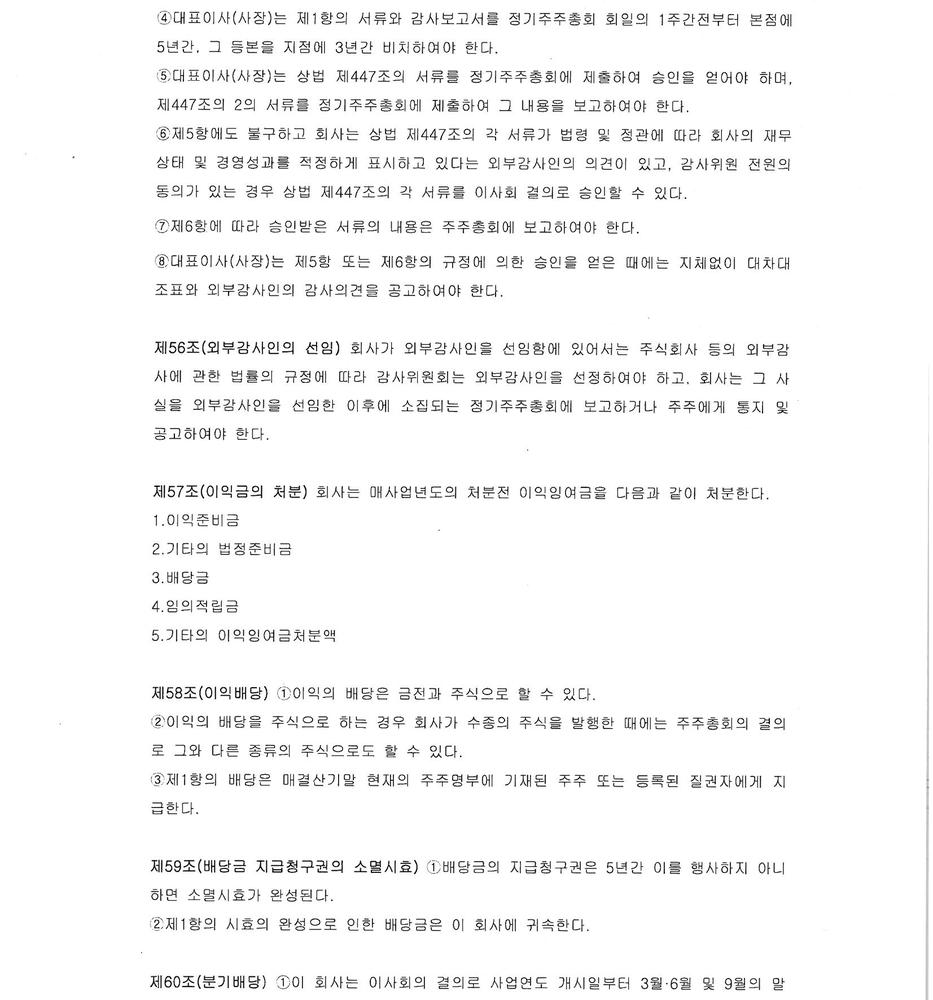 ④대표이사(사장)는 제1항의 서류와 감사보고서를 정기주주총회 회일의 1주간전부터 본점에
5년간, 그 등본을 지점에 3년간 비치하여야 한다.
⑤대표이사(사장)는 상법 제447조의 서류를 정기주주총회에 제출하여 승인을 얻어야 하며,
제447조의 2의 서류를 정기주주총회에 제출하여 그 내용을 보고하여야 한다.
⑥제5항에도 불구하고 회사는 상법 제447조의 각 서류가 법령 및 정관에 따라 회사의 재무
상태 및 경영성과를 적정하게 표시하고 있다는 외부감사인의 의견이 있고, 감사위원 전원의
동의가 있는 경우 상법 제447조의 각 서류를 이사회 결의로 승인할 수 있다.
⑦제6항에 따라 승인받은 서류의 내용은 주주총회에 보고하여야 한다.
⑧대표이사(사장)는 제5항 또는 제6항의 규정에 의한 승인을 얻은 때에는 지체없이 대차대
조표와 외부감사인의 감사의견을 공고하여야 한다.
제56조(외부감사인의 선임) 회사가 외부감사인을 선임함에 있어서는 주식회사 등의 외부감
사에 관한 법률의 규정에 따라 감사위원회는 외부감사인을 선정하여야 하고, 회사는 그 사
실을 외부감사인을 선임한 이후에 소집되는 정기주주총회에 보고하거나 주주에게 통지 및
공고하여야 한다.
제57조(이익금의 처분) 회사는 매사업년도의 처분전 이익잉여금을 다음과 같이 처분한다.
1.이익준비금
2.기타의 법정준비금
3.배당금
4.임의적립금
5.기타의 이익잉여금처분액
제58조(이익배당) ①이익의 배당은 금전과 주식으로 할 수 있다.
②이익의 배당을 주식으로 하는 경우 회사가 수종의 주식을 발행한 때에는 주주총회의 결의
로 그와 다른 종류의 주식으로도 할 수 있다.
③제1항의 배당은 매결산기말 현재의 주주명부에 기재된 주주 또는 등록된 질권자에게 지
급한다.
제59조(배당금 지급청구권의 소멸시효) ①배당금의 지급청구권은 5년간 이를 행사하지 아니
하면 소멸시효가 완성된다.
②제1항의 시효의 완성으로 인한 배당금은 이 회사에 귀속한다.
제60조(분기배당) ①이 회사는 이사회의 결의로 사업연도 개시일부터 3월·6월 및 9월의 말